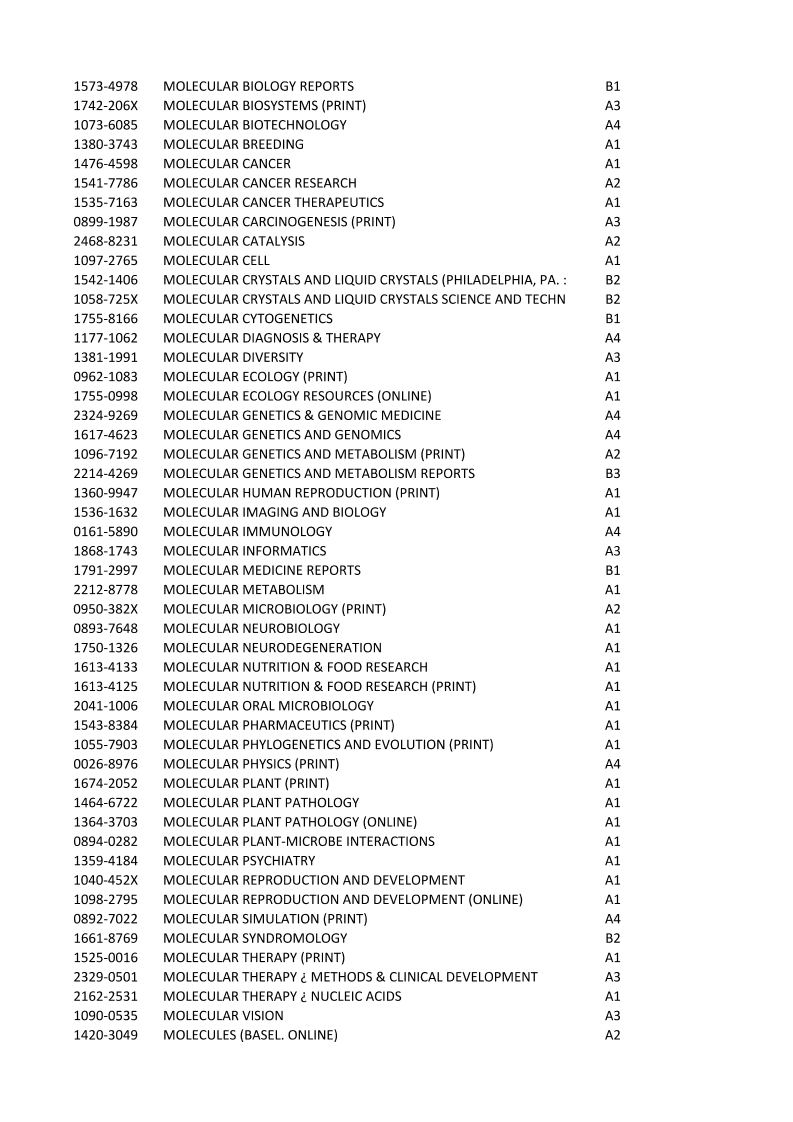 1573-4978 MOLECULAR BIOLOGY REPORTS B1
1742-206X MOLECULAR BIOSYSTEMS (PRINT) A3
1073-6085 MOLECULAR BIOTECHNOLOGY A4
1380-3743 MOLECULAR BREEDING A1
1476-4598 MOLECULAR CANCER A1
1541-7786 MOLECULAR CANCER RESEARCH A2
1535-7163 MOLECULAR CANCER THERAPEUTICS A1
0899-1987 MOLECULAR CARCINOGENESIS (PRINT) A3
2468-8231 MOLECULAR CATALYSIS A2
1097-2765 MOLECULAR CELL A1
1542-1406 MOLECULAR CRYSTALS AND LIQUID CRYSTALS (PHILADELPHIA, PA. : B2
1058-725X MOLECULAR CRYSTALS AND LIQUID CRYSTALS SCIENCE AND TECHN B2
1755-8166 MOLECULAR CYTOGENETICS B1
1177-1062 MOLECULAR DIAGNOSIS & THERAPY A4
1381-1991 MOLECULAR DIVERSITY A3
0962-1083 MOLECULAR ECOLOGY (PRINT) A1
1755-0998 MOLECULAR ECOLOGY RESOURCES (ONLINE) A1
2324-9269 MOLECULAR GENETICS & GENOMIC MEDICINE A4
1617-4623 MOLECULAR GENETICS AND GENOMICS A4
1096-7192 MOLECULAR GENETICS AND METABOLISM (PRINT) A2
2214-4269 MOLECULAR GENETICS AND METABOLISM REPORTS B3
1360-9947 MOLECULAR HUMAN REPRODUCTION (PRINT) A1
1536-1632 MOLECULAR IMAGING AND BIOLOGY A1
0161-5890 MOLECULAR IMMUNOLOGY A4
1868-1743 MOLECULAR INFORMATICS A3
1791-2997 MOLECULAR MEDICINE REPORTS B1
2212-8778 MOLECULAR METABOLISM A1
0950-382X MOLECULAR MICROBIOLOGY (PRINT) A2
0893-7648 MOLECULAR NEUROBIOLOGY A1
1750-1326 MOLECULAR NEURODEGENERATION A1
1613-4133 MOLECULAR NUTRITION & FOOD RESEARCH A1
1613-4125 MOLECULAR NUTRITION & FOOD RESEARCH (PRINT) A1
2041-1006 MOLECULAR ORAL MICROBIOLOGY A1
1543-8384 MOLECULAR PHARMACEUTICS (PRINT) A1
1055-7903 MOLECULAR PHYLOGENETICS AND EVOLUTION (PRINT) A1
0026-8976 MOLECULAR PHYSICS (PRINT) A4
1674-2052 MOLECULAR PLANT (PRINT) A1
1464-6722 MOLECULAR PLANT PATHOLOGY A1
1364-3703 MOLECULAR PLANT PATHOLOGY (ONLINE) A1
0894-0282 MOLECULAR PLANT-MICROBE INTERACTIONS A1
1359-4184 MOLECULAR PSYCHIATRY A1
1040-452X MOLECULAR REPRODUCTION AND DEVELOPMENT A1
1098-2795 MOLECULAR REPRODUCTION AND DEVELOPMENT (ONLINE) A1
0892-7022 MOLECULAR SIMULATION (PRINT) A4
1661-8769 MOLECULAR SYNDROMOLOGY B2
1525-0016 MOLECULAR THERAPY (PRINT) A1
2329-0501 MOLECULAR THERAPY ¿ METHODS & CLINICAL DEVELOPMENT A3
2162-2531 MOLECULAR THERAPY ¿ NUCLEIC ACIDS A1
1090-0535 MOLECULAR VISION A3
1420-3049 MOLECULES (BASEL. ONLINE) A2